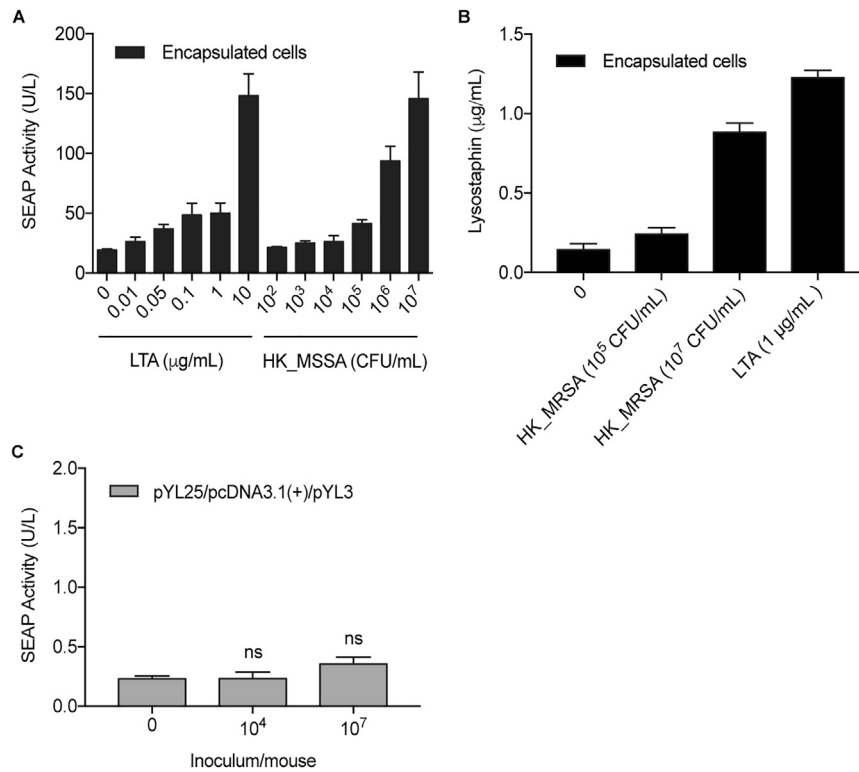 A
200
150
100
50
0
SEAP Activity (U/L)
Encapsulated cells
0
0.01
0.05
0.1
1
10
10²
10³
10⁴
10⁵
10⁶
10⁷
LTA (μg/mL)
HK_MSSA (CFU/mL)
B
1.5
1.0
0.5
0.0
Lysostaphin (μg/mL)
Encapsulated cells
0
HK_MRSA (10⁵ CFU/mL)
HK_MRSA (10⁷ CFU/mL)
LTA (1 μg/mL )
C
2.0
1.5
1.0
0.5
0.0
SEAP Activity (U/L)
pYL25/pcDNA3.1(+)/pYL3
ns
ns
0
10⁴
10⁷
Inoculum/mouse